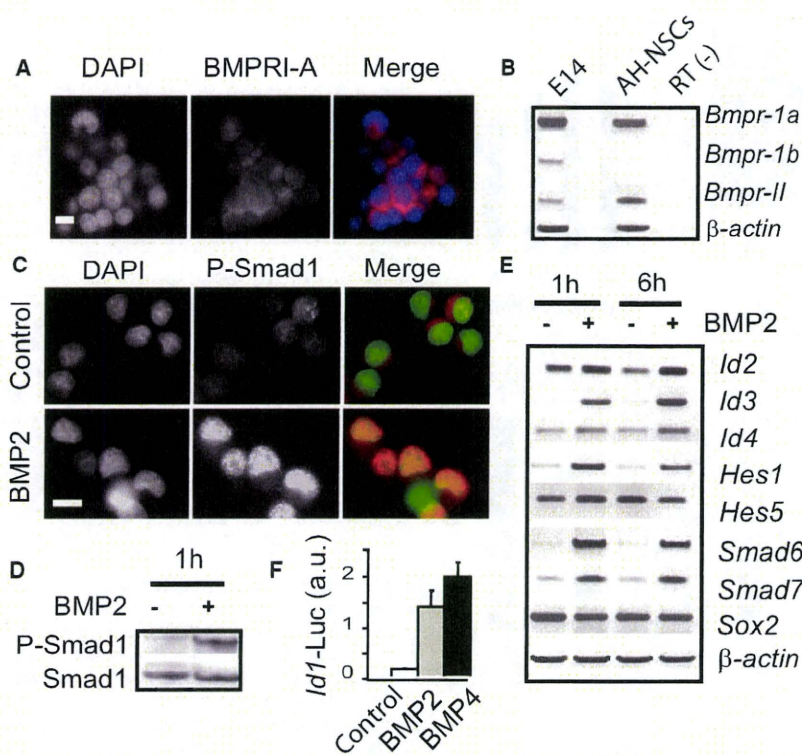 A
DAPI
BMPRI-A
Merge
B
E14
AH-NSCs
RT (-)
Bmpr-1a
Bmpr-1b
Bmpr-II
β-actin
C
DAPI
P-Smad1
Merge
Control
BMP2
D
1h
BMP2 - +
P-Smad1
Smad1
F
Id1-Luc (a.u.)
2
1
0
Control
BMP2
BMP4
E
1h 6h
- + - + BMP2
Id2
Id3
Id4
Hes1
Hes5
Smad6
Smad7
Sox2
β-actin